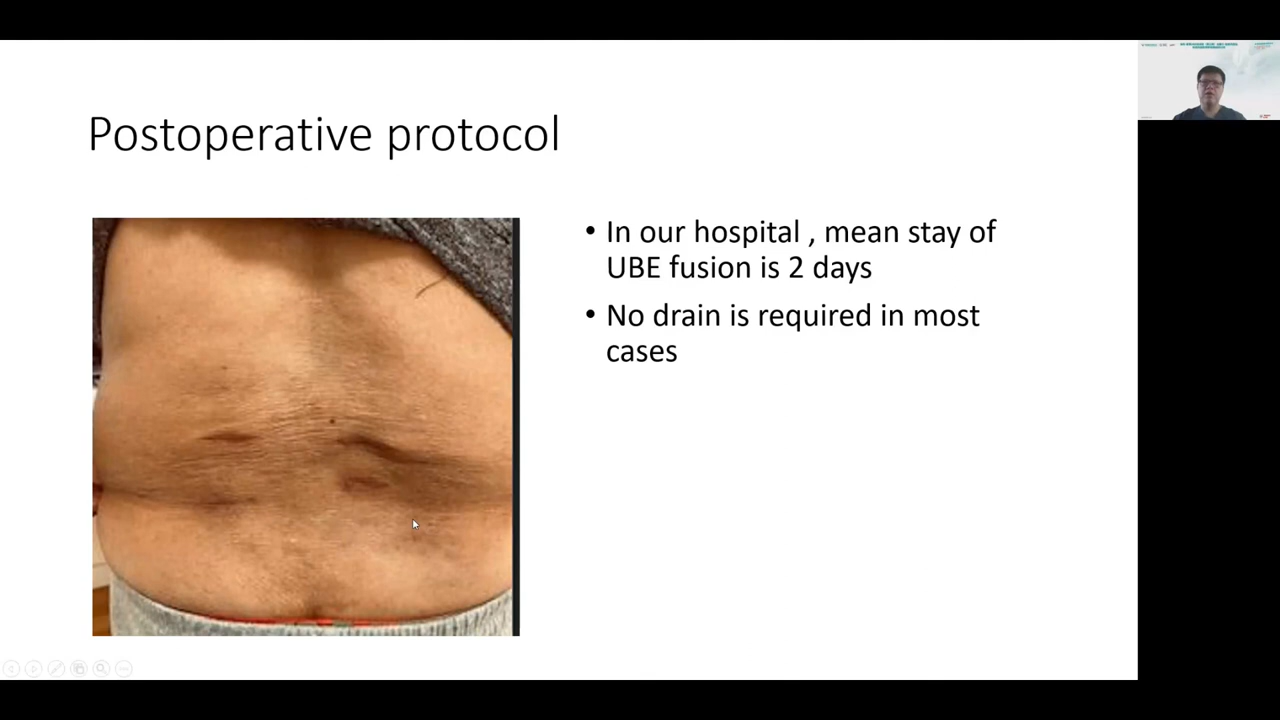 Postoperative protocol
• In our hospital , mean stay of
UBE fusion is 2 days
• No drain is required in most
cases